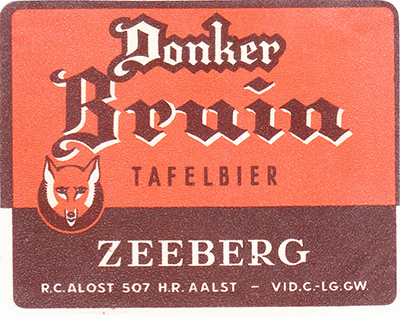 Donker
Bruin
TAFELBIER
ZEEBERG
R.C.ALOST 507 H.R.AALST – VID.C.-LG.GW.